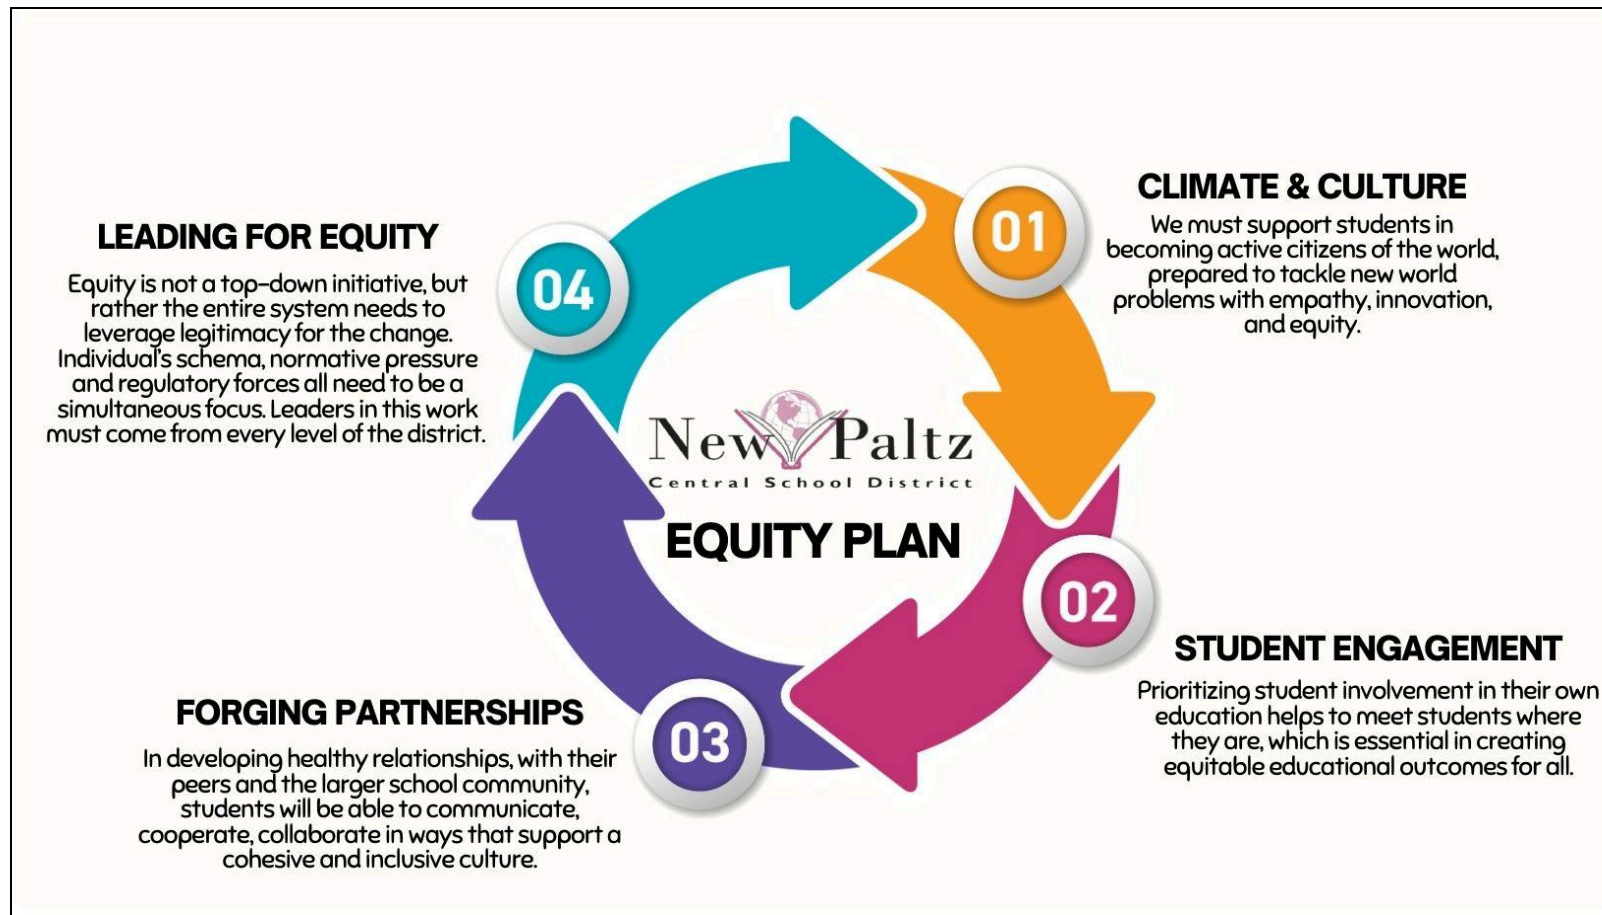 01
CLIMATE & CULTURE
We must support students in
becoming active citizens of the world,
prepared to tackle new world
problems with empathy, innovation,
and equity.
02
STUDENT ENGAGEMENT
Prioritizing student involvement in their own
education helps to meet students where
they are, which is essential in creating
equitable educational outcomes for all.
03
FORGING PARTNERSHIPS
In developing healthy relationships, with their
peers and the larger school community,
students will be able to communicate,
cooperate, collaborate in ways that support a
cohesive and inclusive culture.
04
LEADING FOR EQUITY
Equity is not a top-down initiative, but
rather the entire system needs to
leverage legitimacy for the change.
Individual's schema, normative pressure
and regulatory forces all need to be a
simultaneous focus. Leaders in this work
must come from every level of the district.
New Paltz
Central School District
EQUITY PLAN